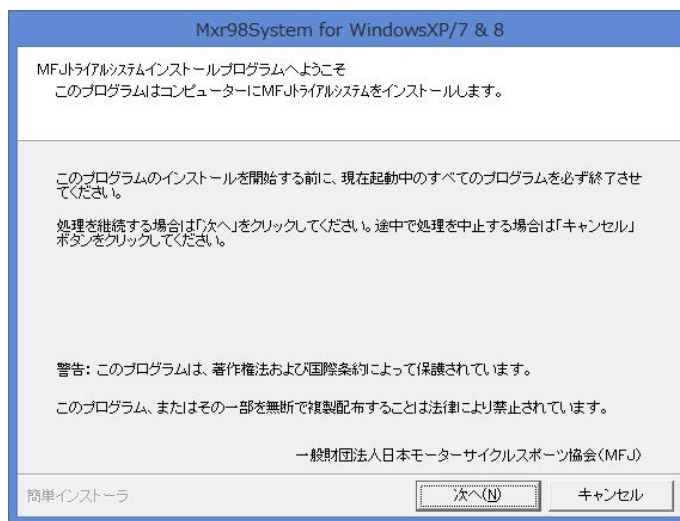 Mxr98System for WindowsXP/7 & 8
MFJﾄﾗｲｱﾙｼｽﾃﾑインストールプログラムへようこそ
このプログラムはコンピューターにMFJﾄﾗｲｱﾙｼｽﾃﾑをインストールします。
このプログラムのインストールを開始する前に、現在起動中のすべてのプログラムを必ず終了させ
てください。
処理を継続する場合は「次へ」をクリックしてください。途中で処理を中止する場合は「キャンセル」
ボタンをクリックしてください。
警告: このプログラムは、著作権法および国際条約によって保護されています。
このプログラム、またはその一部を無断で複製配布することは法律により禁止されています。
一般財団法人日本モーターサイクルスポーツ協会(MFJ)
簡単インストーラ
次へ(N)
キャンセル